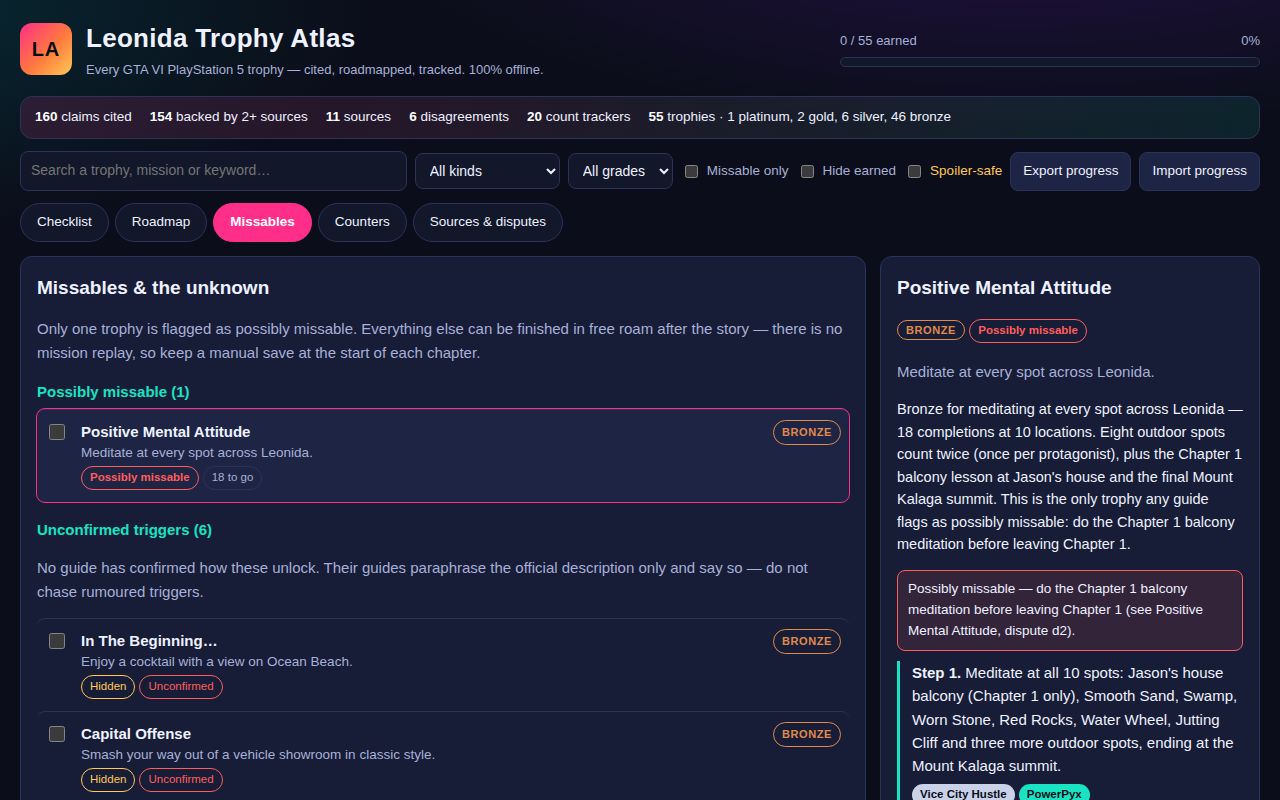 LA
Leonida Trophy Atlas
Every GTA VI PlayStation 5 trophy — cited, roadmapped, tracked. 100% offline.
0 / 55 earned
0%
160 claims cited 154 backed by 2+ sources 11 sources 6 disagreements 20 count trackers 55 trophies · 1 platinum, 2 gold, 6 silver, 46 bronze
Search a trophy, mission or keyword…
All kinds
All grades
Missable only
Hide earned
Spoiler-safe
Export progress
Import progress
Checklist
Roadmap
Missables
Counters
Sources & disputes
Missables & the unknown
Only one trophy is flagged as possibly missable. Everything else can be finished in free roam after the story — there is no
mission replay, so keep a manual save at the start of each chapter.
Possibly missable (1)
Positive Mental Attitude
BRONZE
Meditate at every spot across Leonida.
Possibly missable
18 to go
Unconfirmed triggers (6)
No guide has confirmed how these unlock. Their guides paraphrase the official description only and say so — do not
chase rumoured triggers.
In The Beginning…
BRONZE
Enjoy a cocktail with a view on Ocean Beach.
Hidden
Unconfirmed
Capital Offense
BRONZE
Smash your way out of a vehicle showroom in classic style.
Hidden
Unconfirmed
Positive Mental Attitude
BRONZE
Possibly missable
Meditate at every spot across Leonida.
Bronze for meditating at every spot across Leonida —
18 completions at 10 locations. Eight outdoor spots
count twice (once per protagonist), plus the Chapter 1
balcony lesson at Jason's house and the final Mount
Kalaga summit. This is the only trophy any guide
flags as possibly missable: do the Chapter 1 balcony
meditation before leaving Chapter 1.
Possibly missable — do the Chapter 1 balcony
meditation before leaving Chapter 1 (see Positive
Mental Attitude, dispute d2).
Step 1. Meditate at all 10 spots: Jason's house
balcony (Chapter 1 only), Smooth Sand, Swamp,
Worn Stone, Red Rocks, Water Wheel, Jutting
Cliff and three more outdoor spots, ending at the
Mount Kalaga summit.
Vice City Hustle
PowerPyx